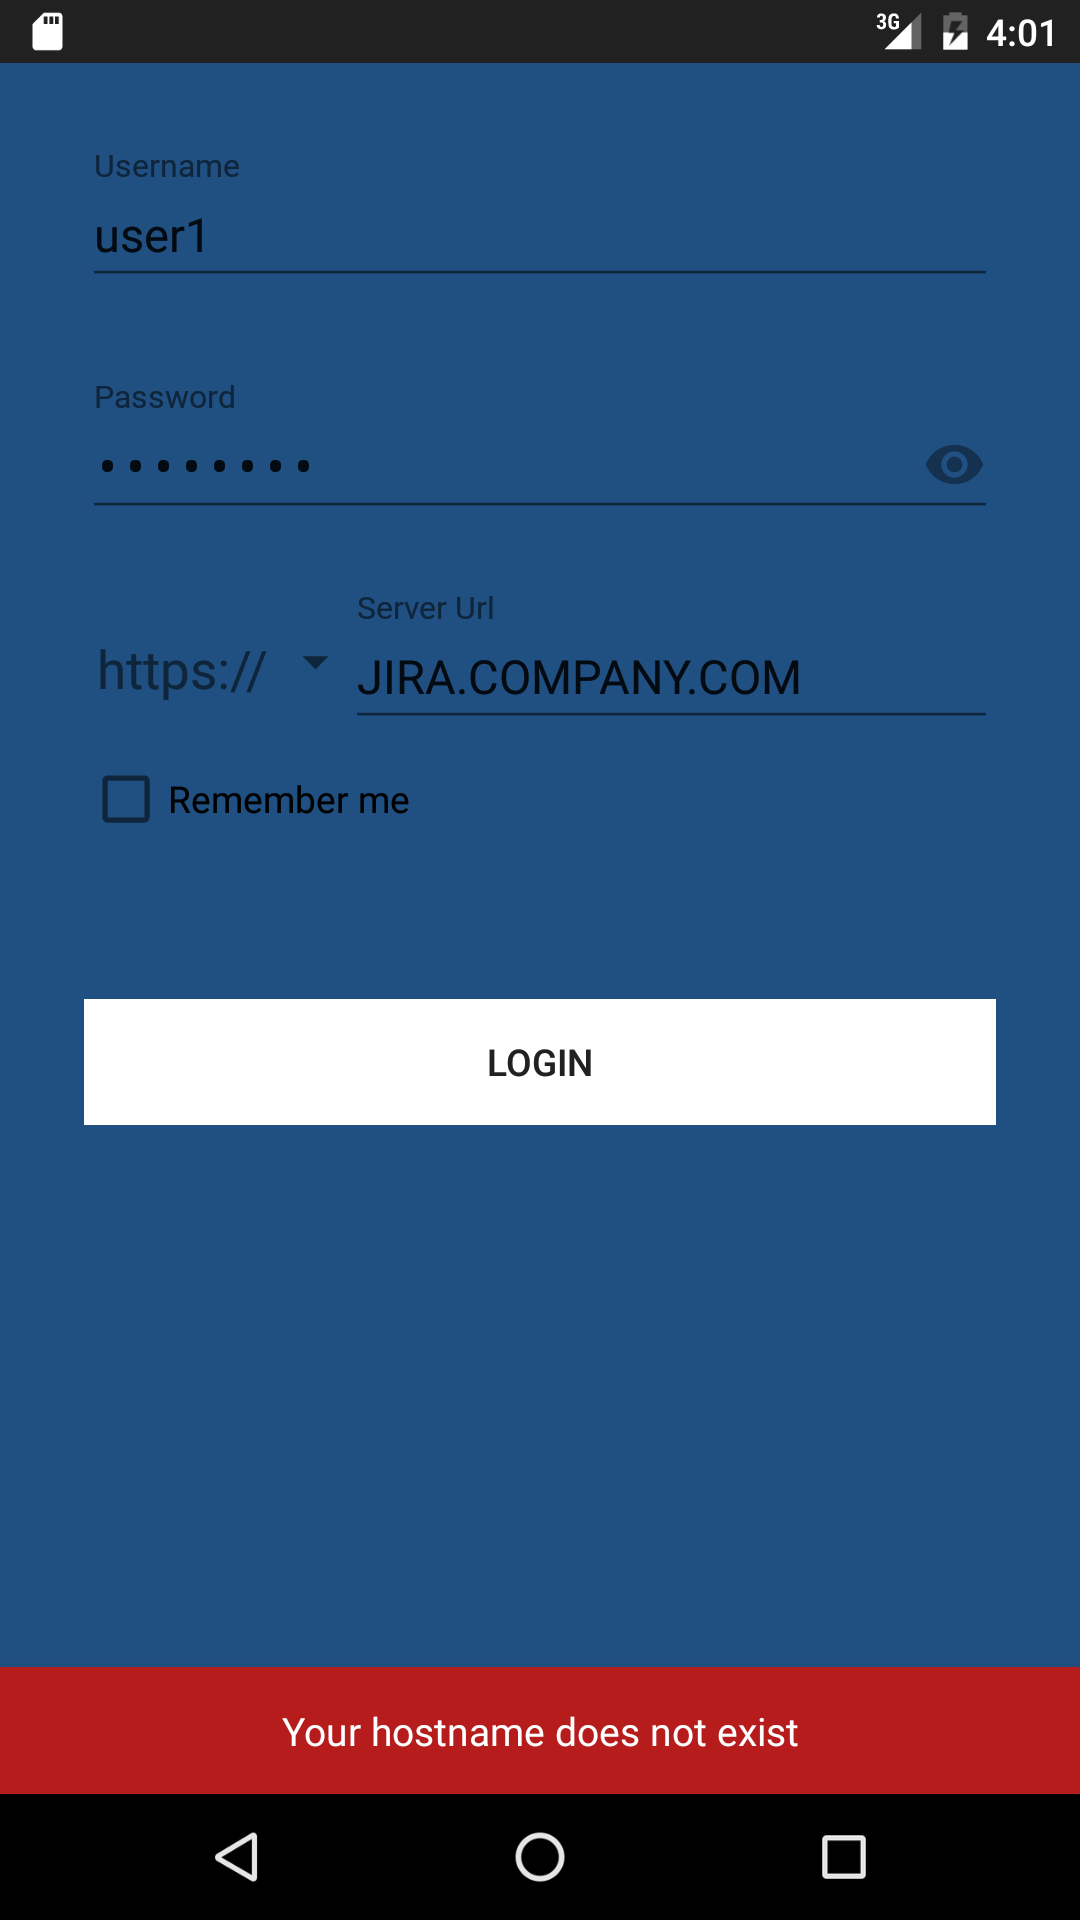 3G 4:01
Username
user1
Password
••••••••
Server Url
https:// JIRA.COMPANY.COM
Remember me
LOGIN
Your hostname does not exist